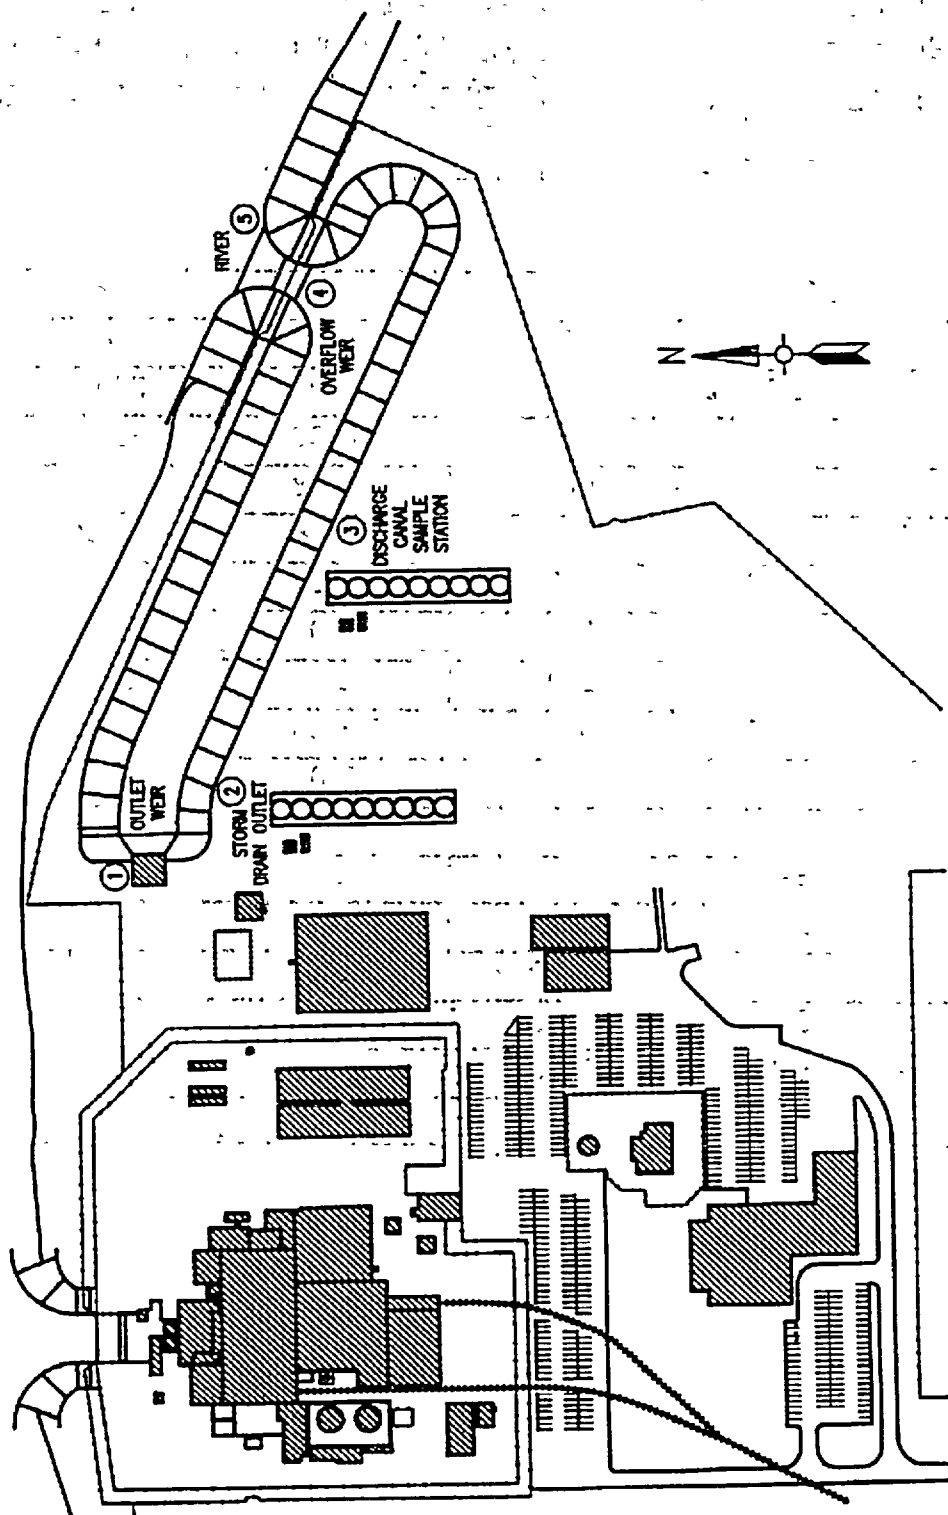 RIVER
5
4
OVERFLOW
WEIR
N
3
DISCHARGE
CANAL
SAMPLE
STATION
OUTLET
WEIR
2
STORM
DRAIN OUTLET
1